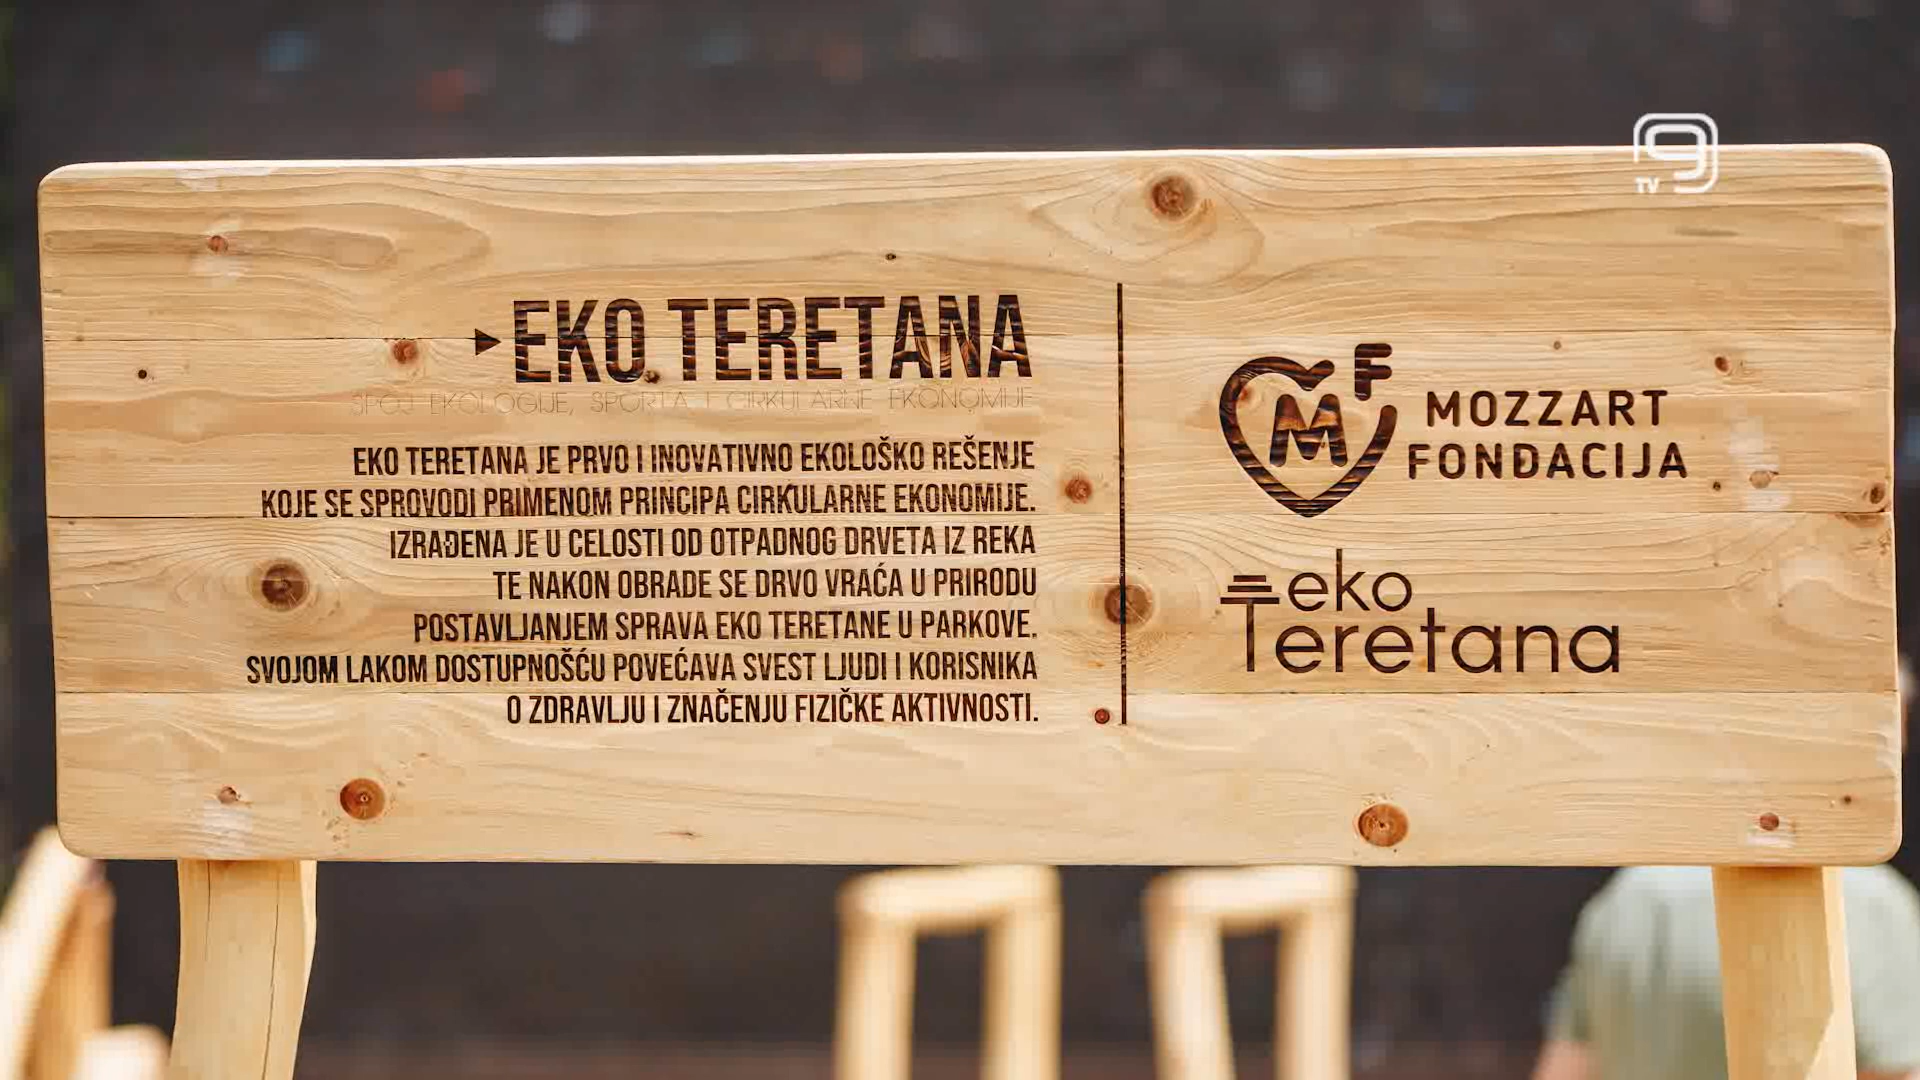 9
TV
EKO TERETANA
SPOJ EKOLOGIJE, SPORTA I CIRKULARNE EKONOMIJE
EKO TERETANA JE PRVO I INOVATIVNO EKOLOŠKO REŠENJE
KOJE SE SPROVODI PRIMENOM PRINCIPA CIRKULARNE EKONOMIJE.
IZRAĐENA JE U CELOSTI OD OTPADNOG DRVETA IZ REKA
TE NAKON OBRADE SE DRVO VRAĆA U PRIRODU
POSTAVLJANJEM SPRAVA EKO TERETANE U PARKOVE.
SVOJOM LAKOM DOSTUPNOŠĆU POVEĆAVA SVEST LJUDI I KORISNIKA
O ZDRAVLJU I ZNAČENJU FIZIČKE AKTIVNOSTI.
MF
MOZZART
FONDACIJA
eko
Teretana